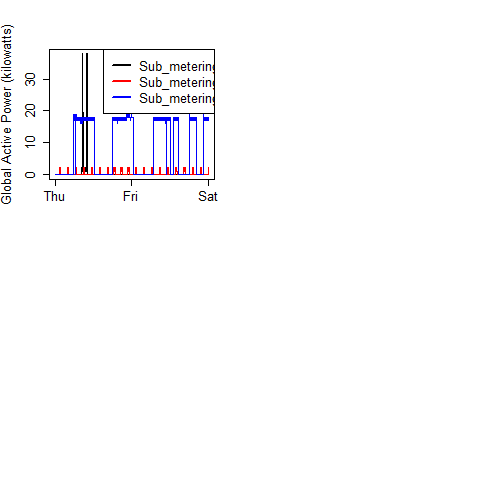 Global Active Power (kilowatts)
30
20
10
0
Sub_metering
Sub_metering
Sub_metering
Thu Fri Sat